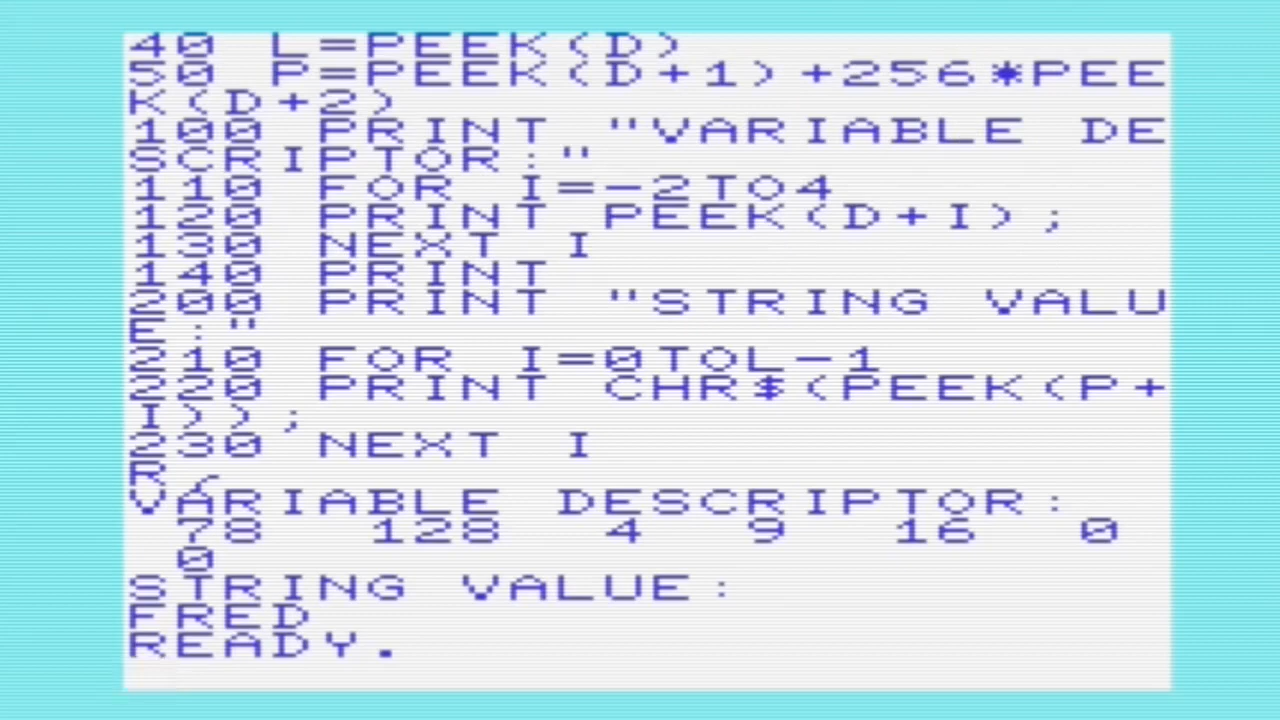 40 L=PEEK(D)
50 P=PEEK(D+1)+256*PEE
K(D+2)
100 PRINT "VARIABLE DE
SCRIPTOR:"
110 FOR I=-2TO4
120 PRINT PEEK(D+I);
130 NEXT I
140 PRINT
200 PRINT "STRING VALU
E:"
210 FOR I=0TOL-1
220 PRINT CHR$(PEEK(P+
I));
230 NEXT I
R╭
VARIABLE DESCRIPTOR:
78 128 4 9 16 0
0
STRING VALUE:
FRED
READY.